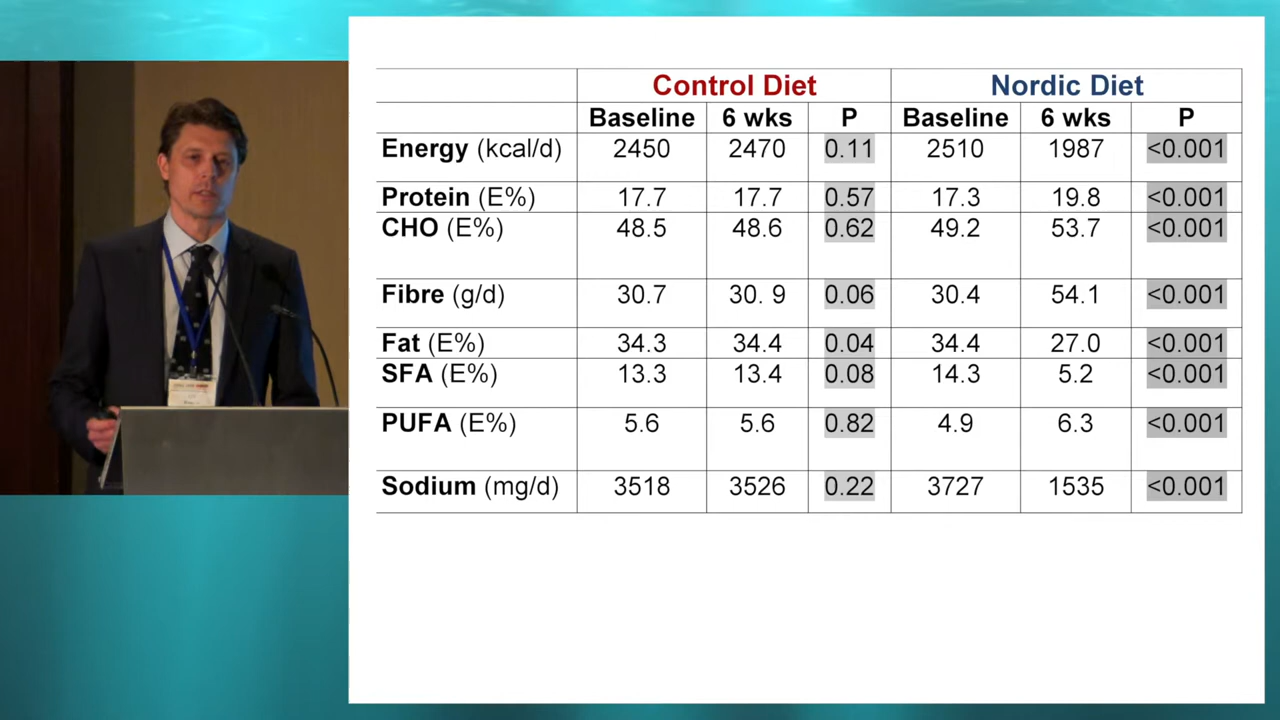 Control Diet Nordic Diet
Baseline 6 wks P Baseline 6 wks P
Energy (kcal/d) 2450 2470 0.11 2510 1987 <0.001
Protein (E%) 17.7 17.7 0.57 17.3 19.8 <0.001
CHO (E%) 48.5 48.6 0.62 49.2 53.7 <0.001
Fibre (g/d) 30.7 30. 9 0.06 30.4 54.1 <0.001
Fat (E%) 34.3 34.4 0.04 34.4 27.0 <0.001
SFA (E%) 13.3 13.4 0.08 14.3 5.2 <0.001
PUFA (E%) 5.6 5.6 0.82 4.9 6.3 <0.001
Sodium (mg/d) 3518 3526 0.22 3727 1535 <0.001